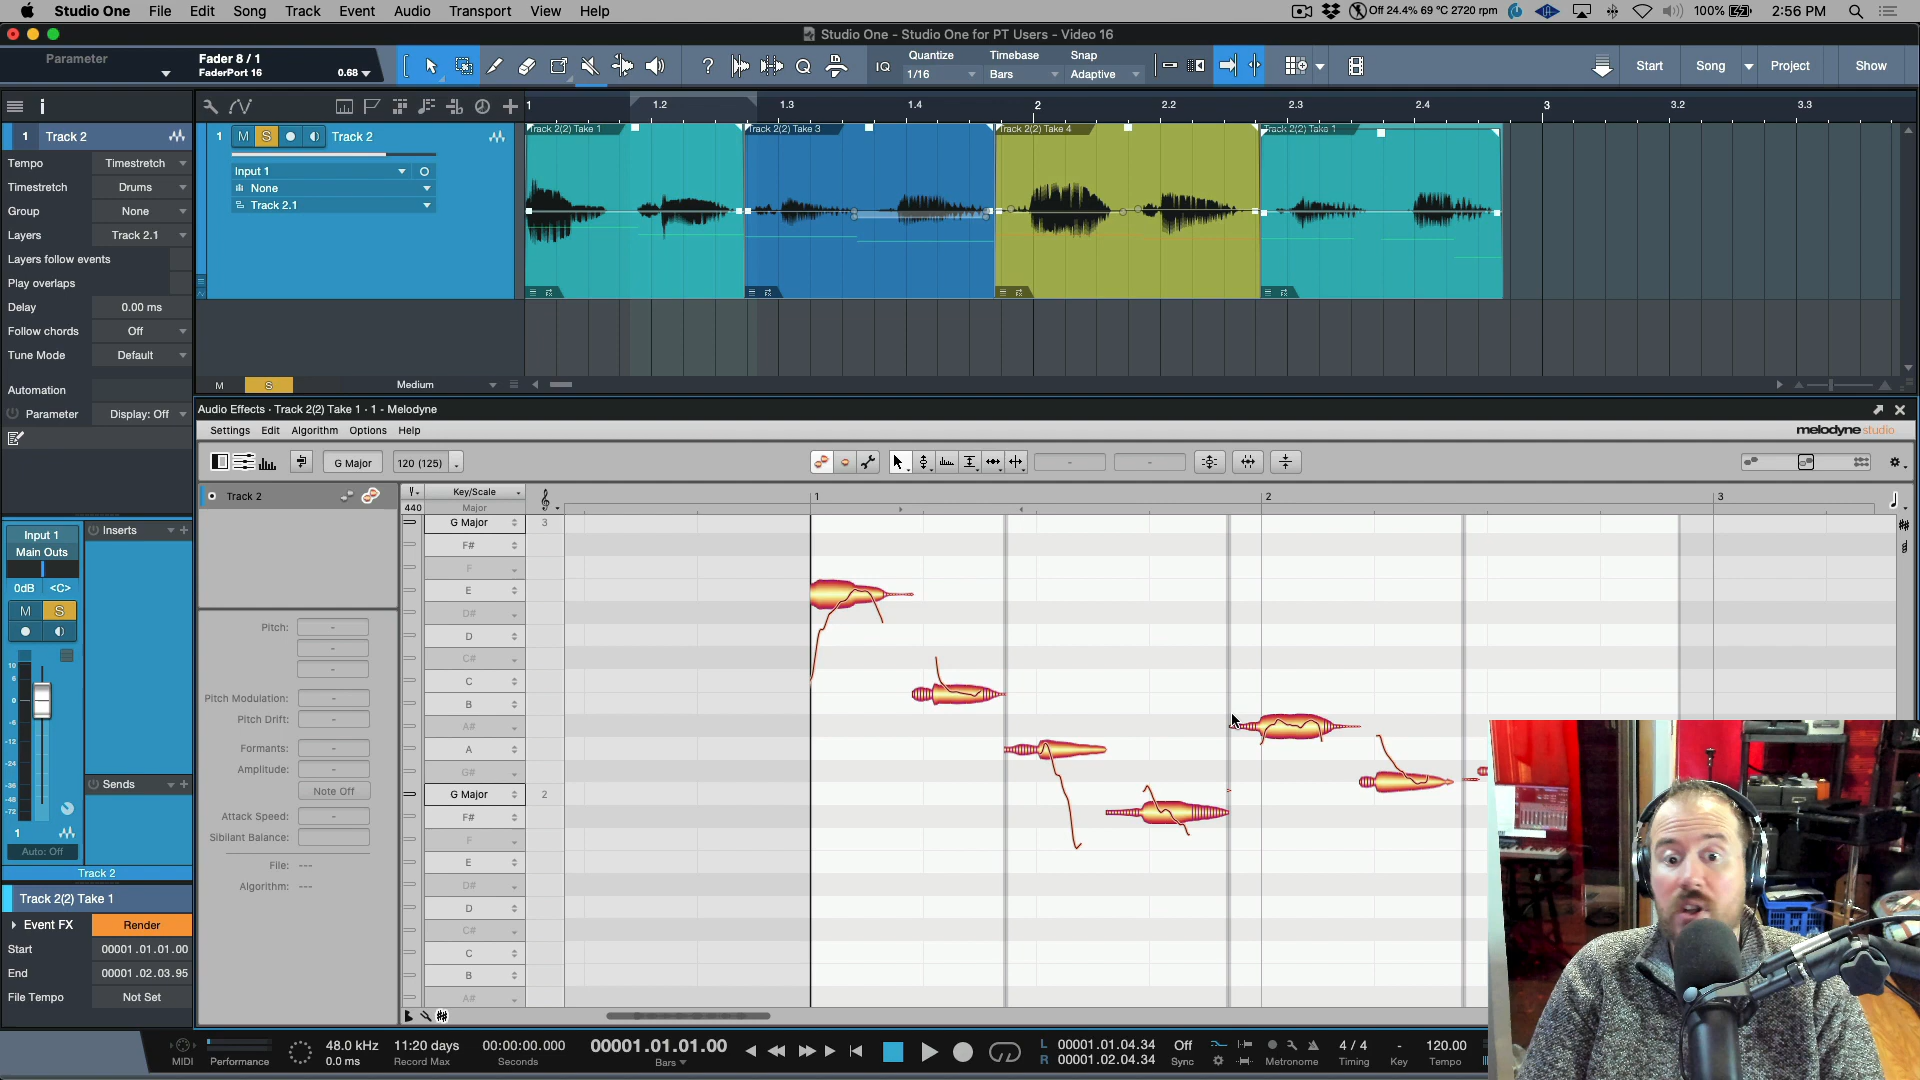 Studio One File Edit Song Track Event Audio Transport View Help
Off 24.4% 69 °C 2720 rpm 100% 2:56 PM
Studio One - Studio One for PT Users - Video 16
Parameter
Fader 8 / 1
FaderPort 16 0.68
IQ
Quantize
1/16
Timebase
Bars
Snap
Adaptive
Start Song Project Show
1 1.2 1.3 1.4 2 2.2 2.3 2.4 3 3.2 3.3
1 Track 2
Tempo Timestretch
Timestretch Drums
Group None
Layers Track 2.1
Layers follow events
Play overlaps
Delay 0.00 ms
Follow chords Off
Tune Mode Default
Automation
Parameter Display: Off
1 M S Track 2
Input 1
None
Track 2.1
Track 2(2) Take 1
Track 2(2) Take 3
Track 2(2) Take 4
Track 2(2) Take 1
M S Medium
Audio Effects · Track 2(2) Take 1 · 1 - Melodyne
Settings Edit Algorithm Options Help
melodyne studio
G Major 120 (125)
Track 2
Key/Scale
440 Major
1 2 3
G Major 3
F#
F
E
D#
D
C#
C
B
A#
A
G#
G Major 2
F#
F
E
D#
D
C#
C
B
A#
Pitch: -
-
-
Pitch Modulation: -
Pitch Drift: -
Formants: -
Amplitude: -
Note Off
Attack Speed: -
Sibilant Balance:
File: ---
Algorithm: ---
Input 1
Main Outs
0dB <C>
M S
10
6
0
-6
-12
-24
-36
-48
-72
1
Auto: Off
Track 2
Inserts
Sends
Track 2(2) Take 1
Event FX Render
Start 00001.01.01.00
End 00001.02.03.95
File Tempo Not Set
MIDI
Performance
48.0 kHz
0.0 ms
11:20 days
Record Max
00:00:00.000
Seconds
00001.01.01.00
Bars
L 00001.01.04.34
R 00001.02.04.34
Off
Sync
Metronome
4 / 4
Timing
-
Key
120.00
Tempo